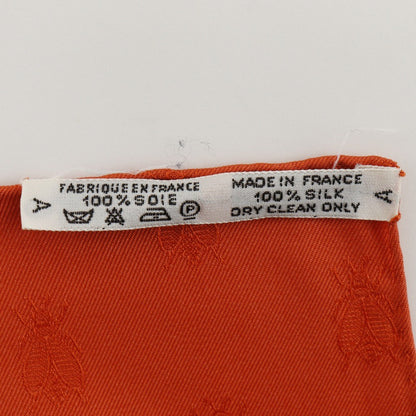 A
FABRIQUE EN FRANCE
100% SOIE
P
MADE IN FRANCE
100% SILK
DRY CLEAN ONLY
A